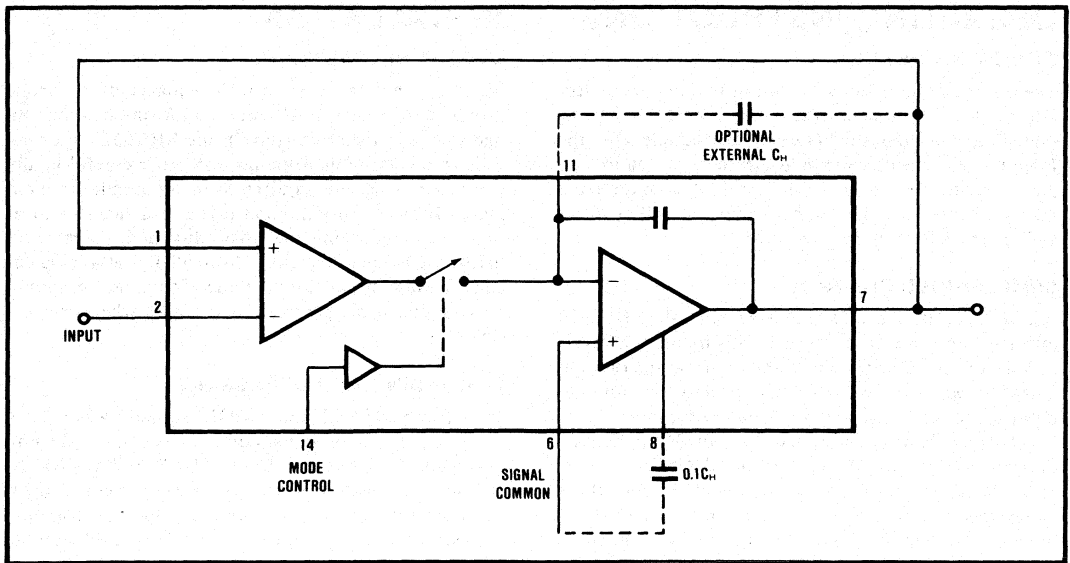 OPTIONAL
EXTERNAL CH
11
1
+
2
−
INPUT
−
+
7
14
MODE
CONTROL
6
8
SIGNAL
COMMON
0.1CH